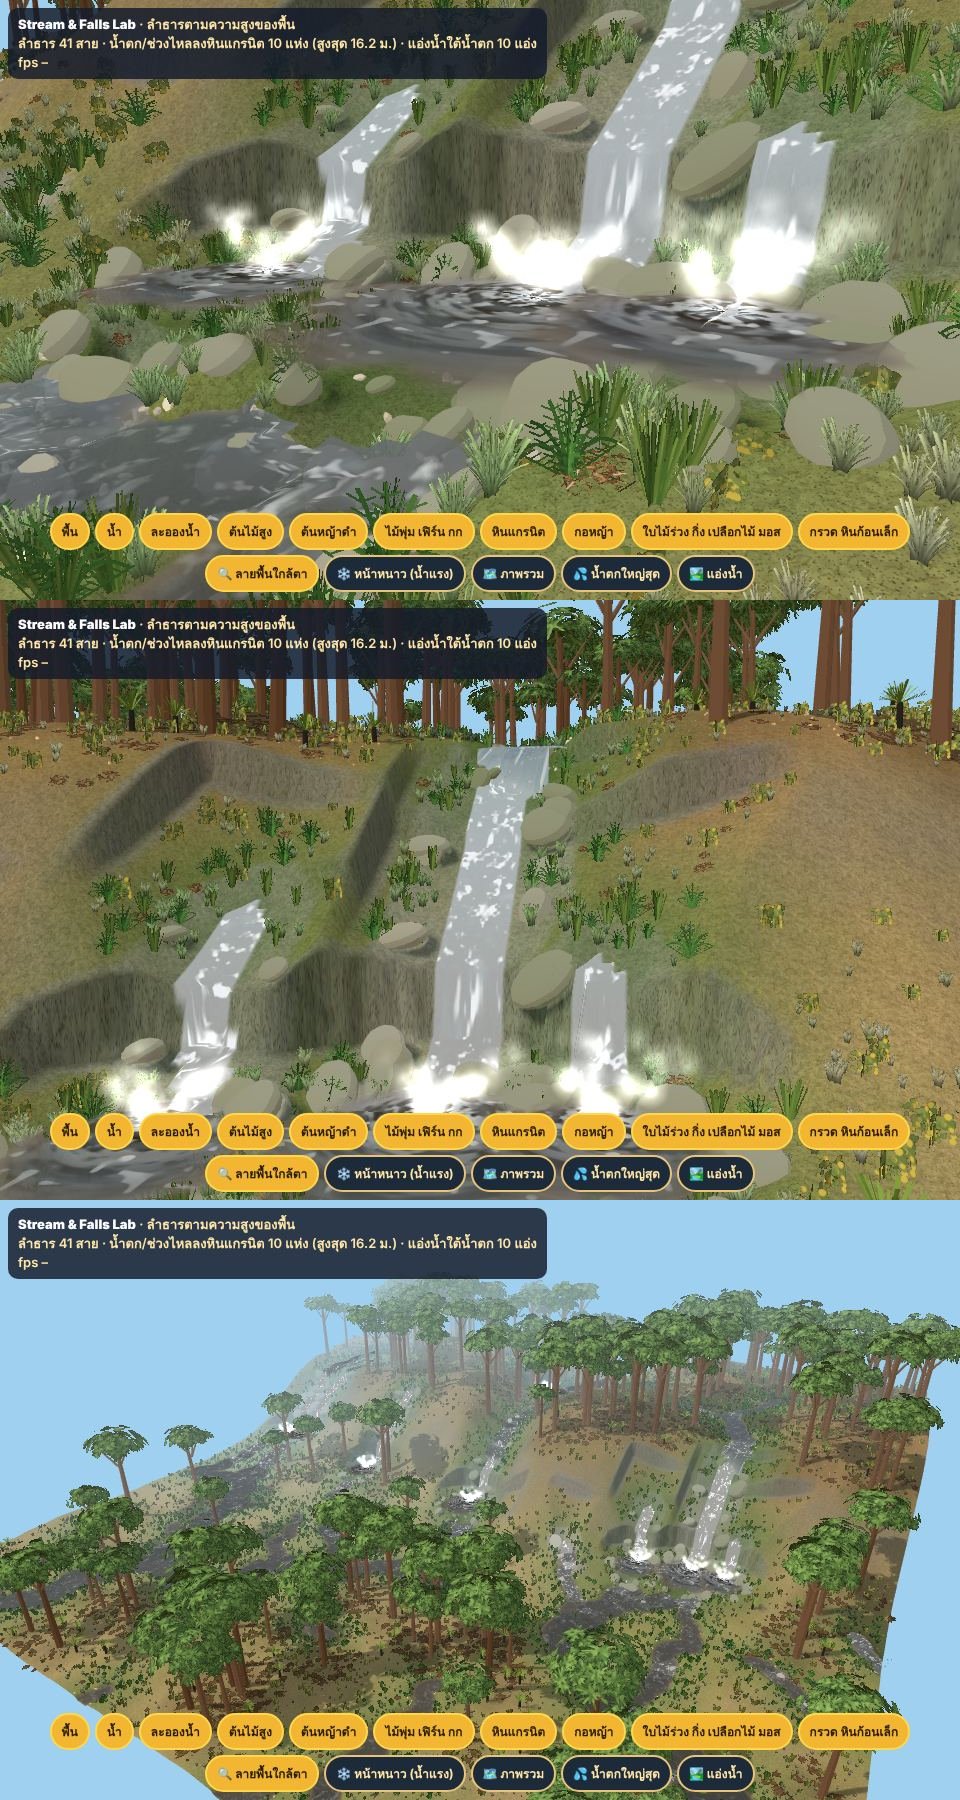 Stream & Falls Lab · ลำธารตามความสูงของพื้น
ลำธาร 41 สาย · น้ำตก/ช่วงไหลลงหินแกรนิต 10 แห่ง (สูงสุด 16.2 ม.) · แอ่งน้ำใต้น้ำตก 10 แอ่ง
fps –
พื้น น้ำ ละอองน้ำ ต้นไม้สูง ต้นหญ้าดำ ไม้พุ่ม เฟิร์น กก หินแกรนิต กอหญ้า ใบไม้ร่วง กิ่ง เปลือกไม้ มอส กรวด หินก้อนเล็ก
🔍 ลายพื้นใกล้ตา ❄️ หน้าหนาว (น้ำแรง) 🗺️ ภาพรวม 💦 น้ำตกใหญ่สุด 🏞️ แอ่งน้ำ
Stream & Falls Lab · ลำธารตามความสูงของพื้น
ลำธาร 41 สาย · น้ำตก/ช่วงไหลลงหินแกรนิต 10 แห่ง (สูงสุด 16.2 ม.) · แอ่งน้ำใต้น้ำตก 10 แอ่ง
fps –
พื้น น้ำ ละอองน้ำ ต้นไม้สูง ต้นหญ้าดำ ไม้พุ่ม เฟิร์น กก หินแกรนิต กอหญ้า ใบไม้ร่วง กิ่ง เปลือกไม้ มอส กรวด หินก้อนเล็ก
🔍 ลายพื้นใกล้ตา ❄️ หน้าหนาว (น้ำแรง) 🗺️ ภาพรวม 💦 น้ำตกใหญ่สุด 🏞️ แอ่งน้ำ
Stream & Falls Lab · ลำธารตามความสูงของพื้น
ลำธาร 41 สาย · น้ำตก/ช่วงไหลลงหินแกรนิต 10 แห่ง (สูงสุด 16.2 ม.) · แอ่งน้ำใต้น้ำตก 10 แอ่ง
fps –
พื้น น้ำ ละอองน้ำ ต้นไม้สูง ต้นหญ้าดำ ไม้พุ่ม เฟิร์น กก หินแกรนิต กอหญ้า ใบไม้ร่วง กิ่ง เปลือกไม้ มอส กรวด หินก้อนเล็ก
🔍 ลายพื้นใกล้ตา ❄️ หน้าหนาว (น้ำแรง) 🗺️ ภาพรวม 💦 น้ำตกใหญ่สุด 🏞️ แอ่งน้ำ